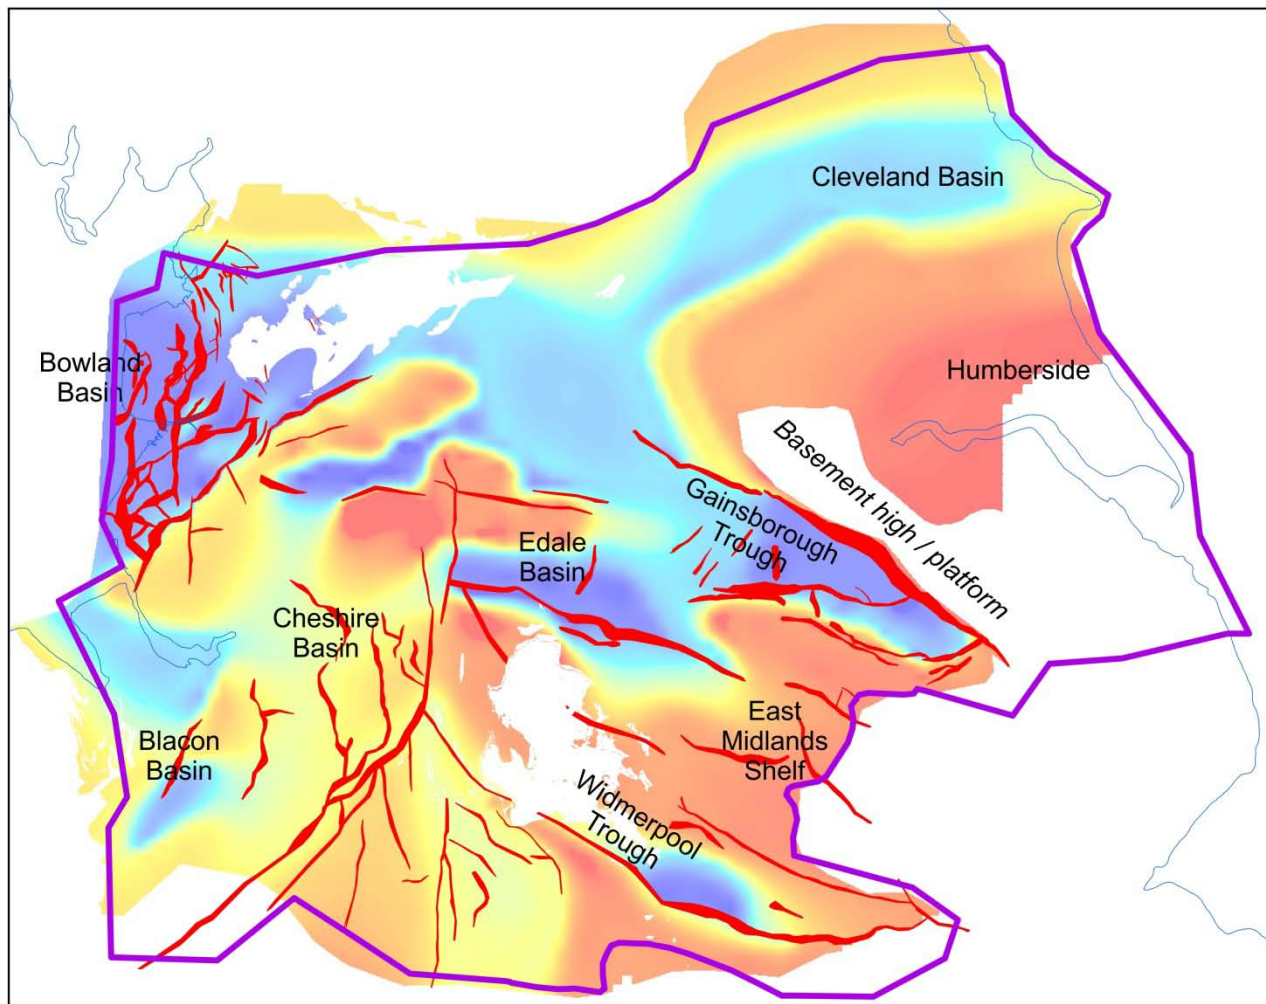 Cleveland Basin
Bowland
Basin
Humberside
Basement high / platform
Gainsborough
Trough
Edale
Basin
Cheshire
Basin
Blacon
Basin
East
Midlands
Shelf
Widmerpool
Trough